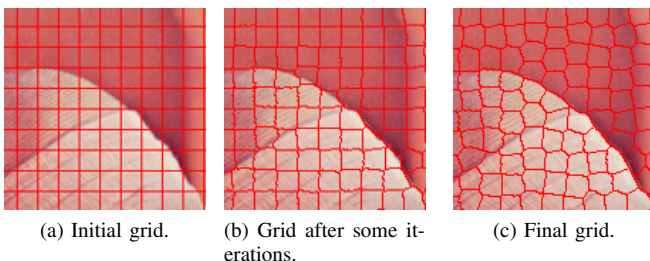 (a) Initial grid.
(b) Grid after some it-
erations.
(c) Final grid.